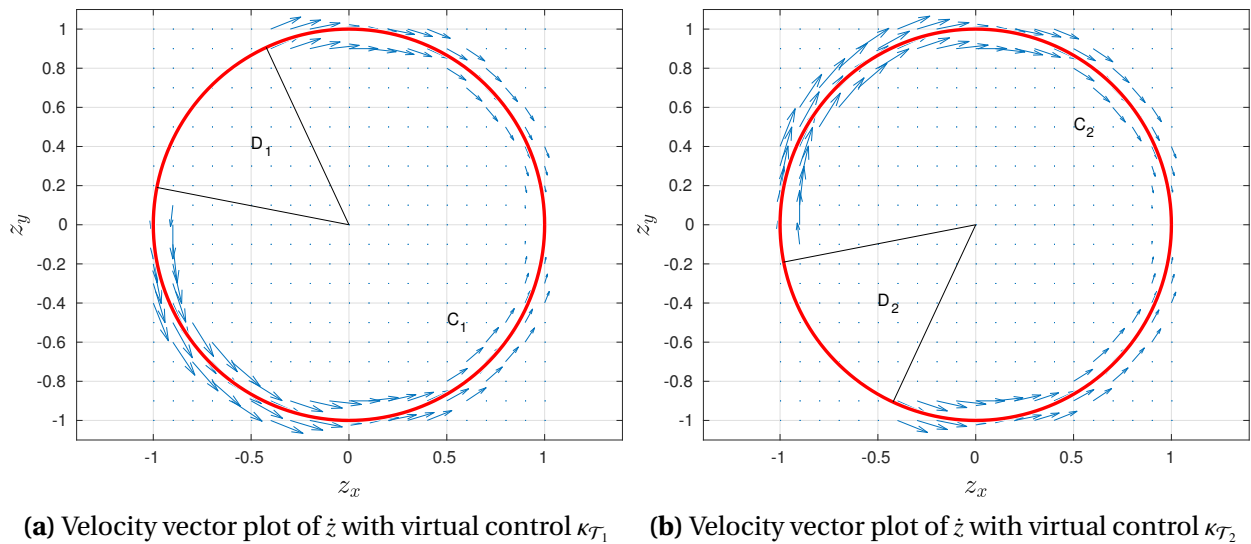 1
0.8
0.6
0.4
0.2
0
-0.2
-0.4
-0.6
-0.8
-1
z_y
D_1
C_1
-1 -0.5 0 0.5 1
z_x
1
0.8
0.6
0.4
0.2
0
-0.2
-0.4
-0.6
-0.8
-1
z_y
C_2
D_2
-1 -0.5 0 0.5 1
z_x
(a) Velocity vector plot of ż with virtual control κ_𝒯₁
(b) Velocity vector plot of ż with virtual control κ_𝒯₂